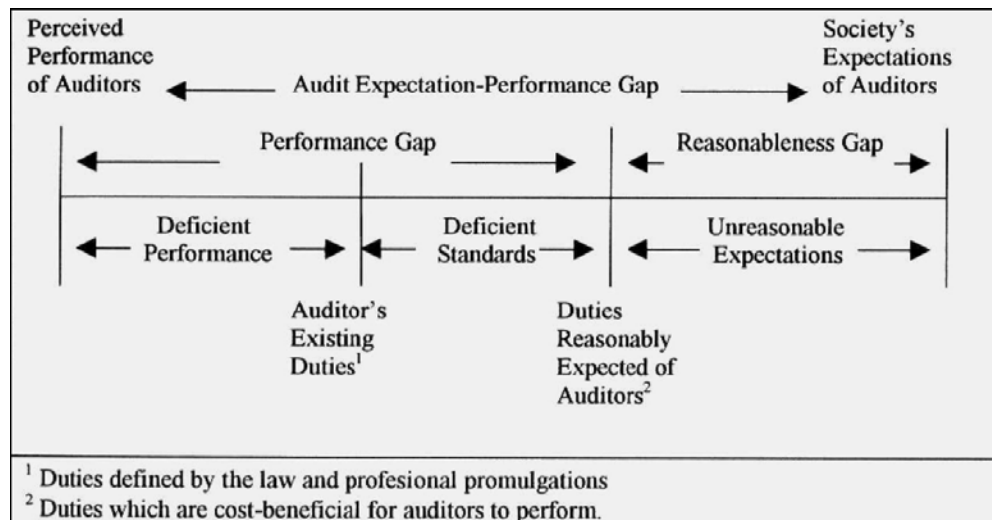 Perceived
Performance
of Auditors
Society's
Expectations
of Auditors
Audit Expectation-Performance Gap
Performance Gap
Reasonableness Gap
Deficient
Performance
Deficient
Standards
Unreasonable
Expectations
Auditor's
Existing
Duties¹
Duties
Reasonably
Expected of
Auditors²
¹ Duties defined by the law and profesional promulgations
² Duties which are cost-beneficial for auditors to perform.